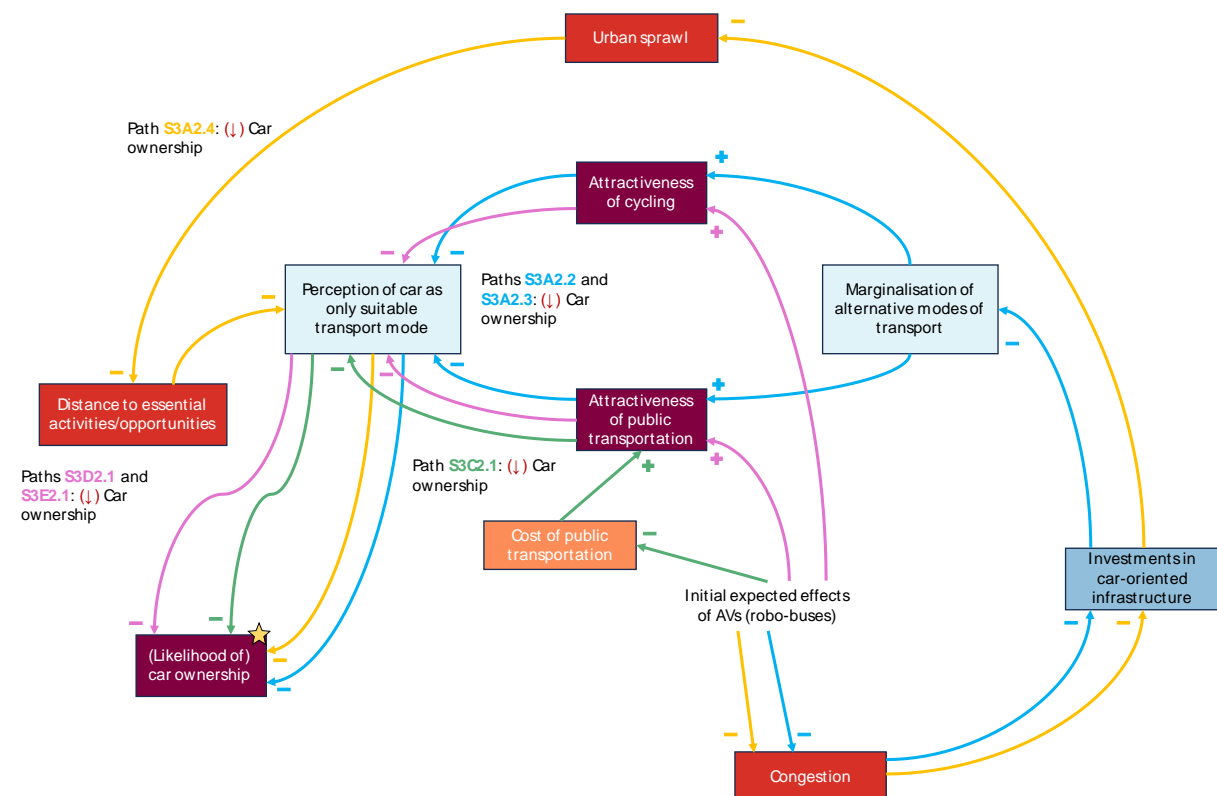 Urban sprawl
Path S3A2.4: (↓) Car
ownership
Attractiveness
of cycling
Perception of car as
only suitable
transport mode
Paths S3A2.2 and
S3A2.3: (↓) Car
ownership
Marginalisation of
alternative modes of
transport
Distance to essential
activities/opportunities
Attractiveness
of public
transportation
Paths S3D2.1 and
S3E2.1: (↓) Car
ownership
Path S3C2.1: (↓) Car
ownership
Cost of public
transportation
Investments in
car-oriented
infrastructure
Initial expected effects
of AVs (robo-buses)
(Likelihood of)
car ownership
Congestion